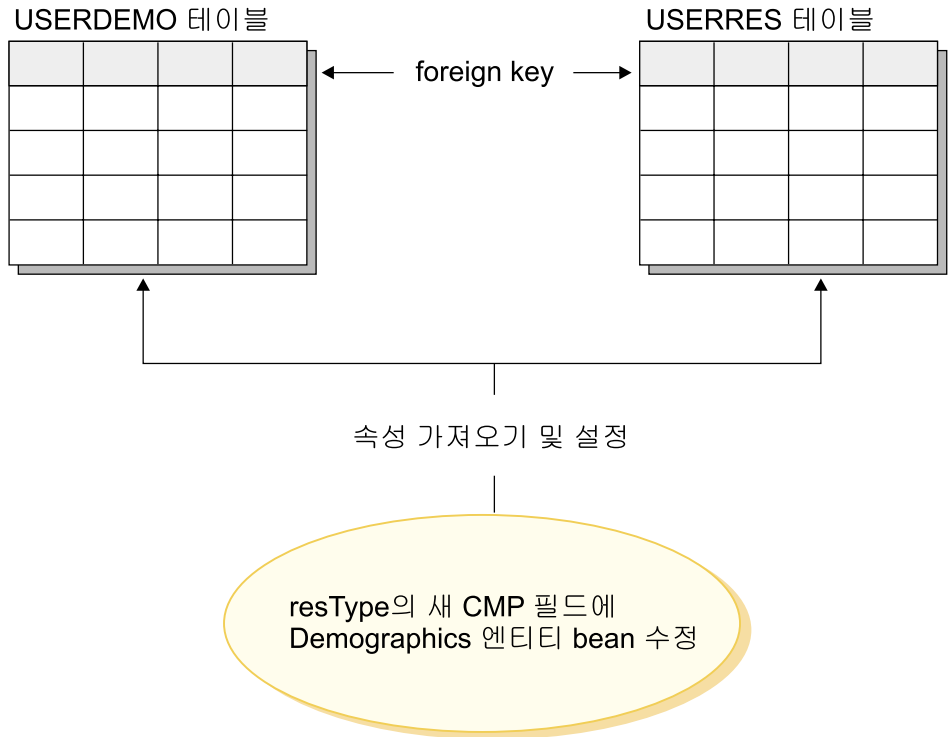 USERDEMO 테이블
USERRES 테이블
foreign key
속성 가져오기 및 설정
resType의 새 CMP 필드에
Demographics 엔티티 bean 수정